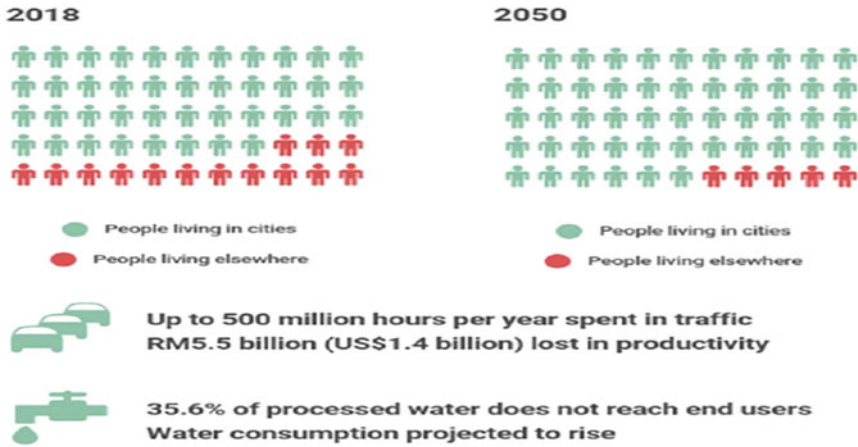 2018
2050
People living in cities
People living elsewhere
People living in cities
People living elsewhere
Up to 500 million hours per year spent in traffic
RM5.5 billion (US$1.4 billion) lost in productivity
35.6% of processed water does not reach end users
Water consumption projected to rise